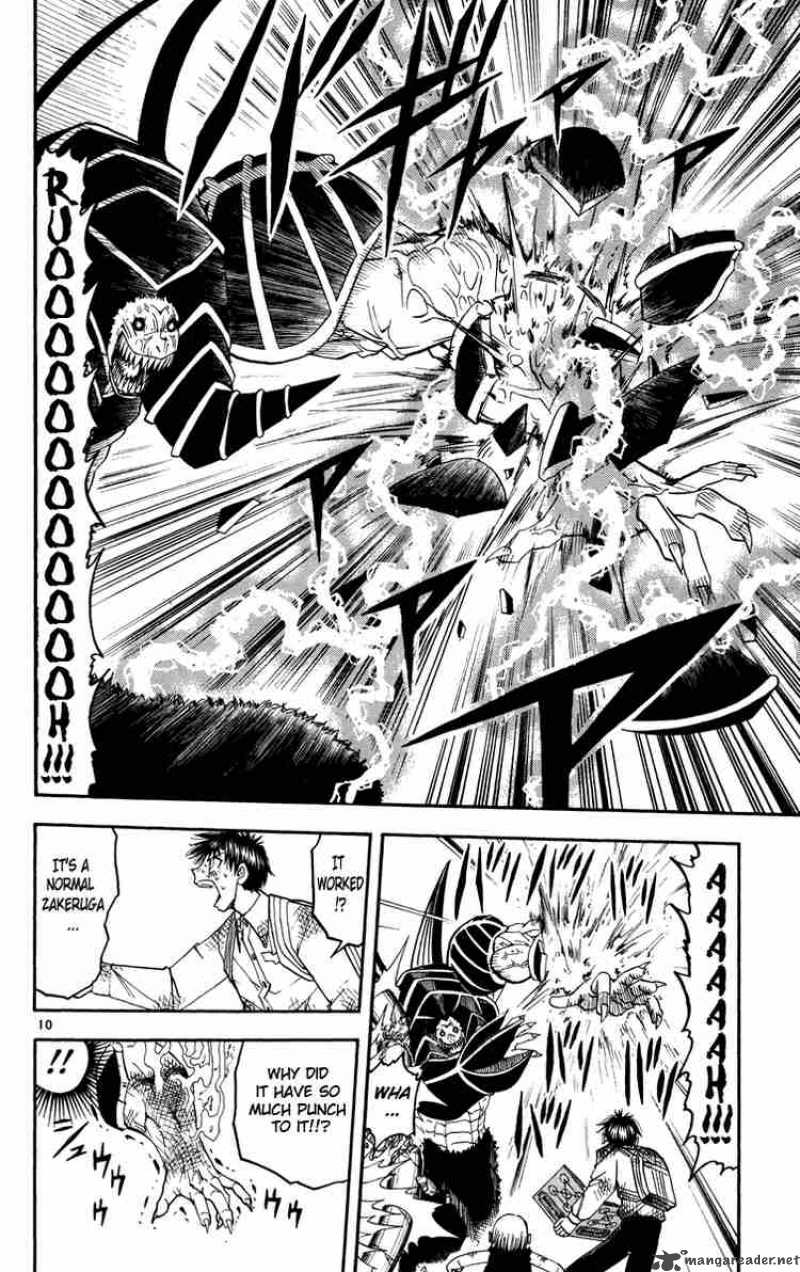 RUOOOOOOOOOOOOH!!!
AAAAAAAH!!!
WHA
...
IT
WORKED
!?
IT'S A
NORMAL
ZAKERUGA
...
WHY DID
IT HAVE SO
MUCH PUNCH
TO IT!!?
!!
10
mangareader.net